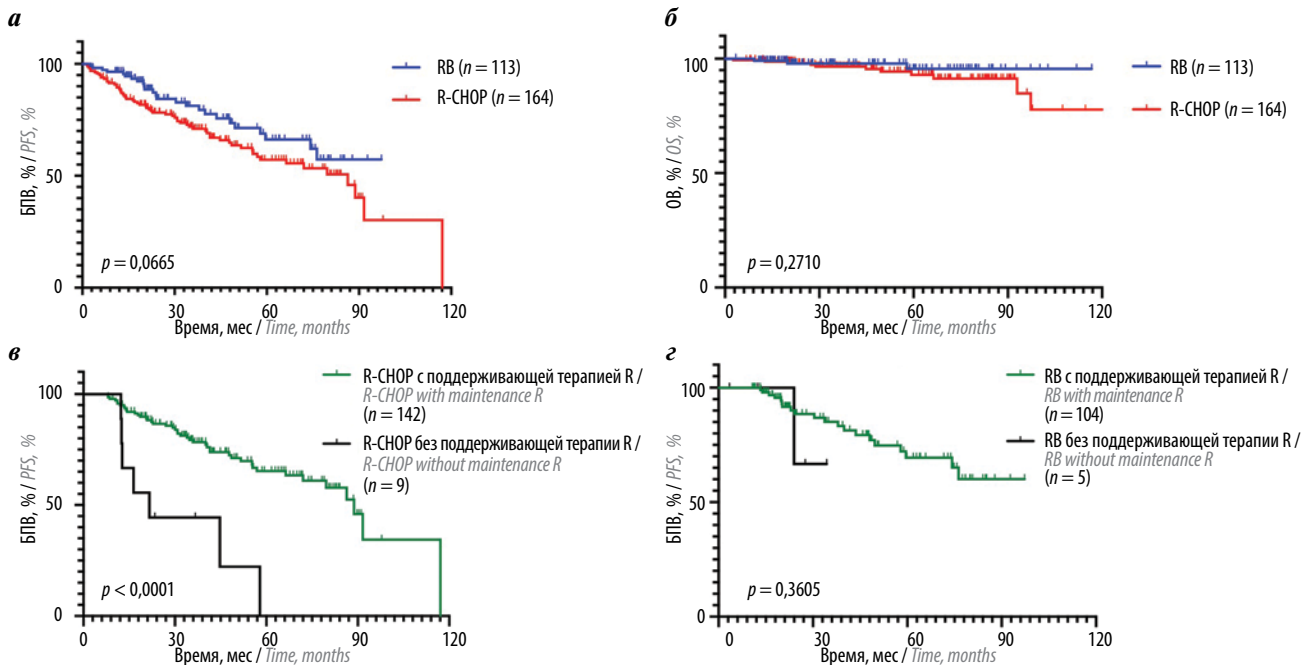 а
100
50
0
БПВ, % / PFS, %
RB (n = 113)
R-CHOP (n = 164)
p = 0,0665
0 30 60 90 120
Время, мес / Time, months
б
100
50
0
ОВ, % / OS, %
RB (n = 113)
R-CHOP (n = 164)
p = 0,2710
0 30 60 90 120
Время, мес / Time, months
в
100
50
0
БПВ, % / PFS, %
R-CHOP с поддерживающей терапией R /
R-CHOP with maintenance R
(n = 142)
R-CHOP без поддерживающей терапии R /
R-CHOP without maintenance R
(n = 9)
p < 0,0001
0 30 60 90 120
Время, мес / Time, months
г
100
50
0
БПВ, % / PFS, %
RB с поддерживающей терапией R /
RB with maintenance R
(n = 104)
RB без поддерживающей терапии R /
RB without maintenance R
(n = 5)
p = 0,3605
0 30 60 90 120
Время, мес / Time, months